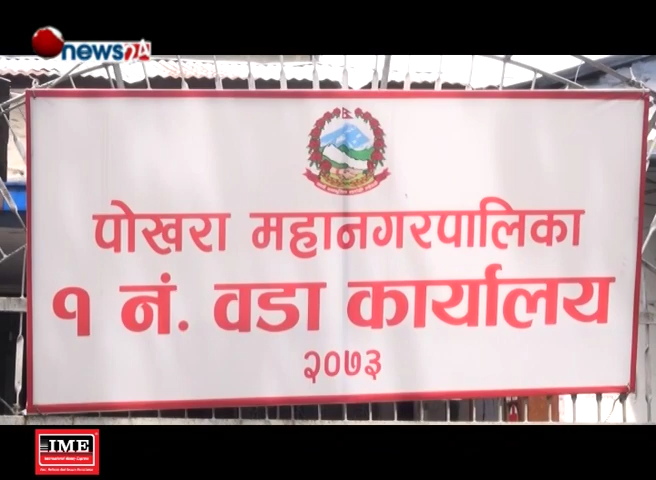 news24
पोखरा महानगरपालिका
१ नं. वडा कार्यालय
२०७३
IME